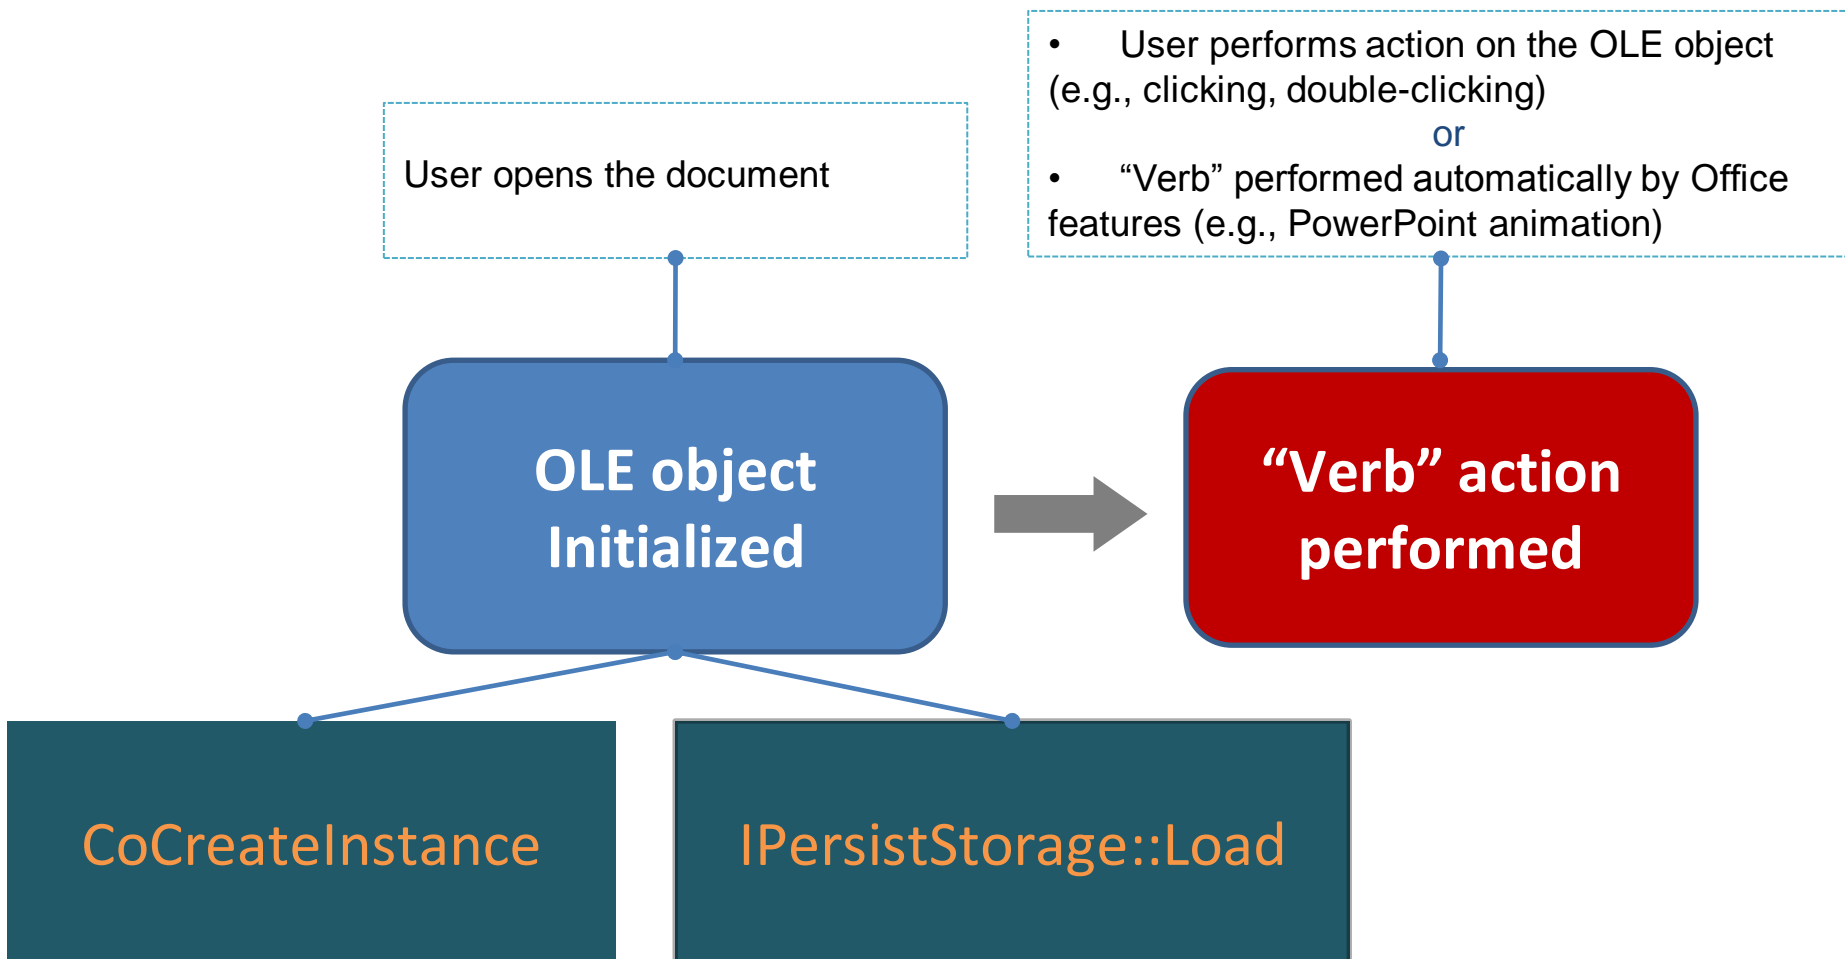 • User performs action on the OLE object
(e.g., clicking, double-clicking)
or
• “Verb” performed automatically by Office
features (e.g., PowerPoint animation)
User opens the document
OLE object
Initialized
“Verb” action
performed
CoCreateInstance
IPersistStorage::Load